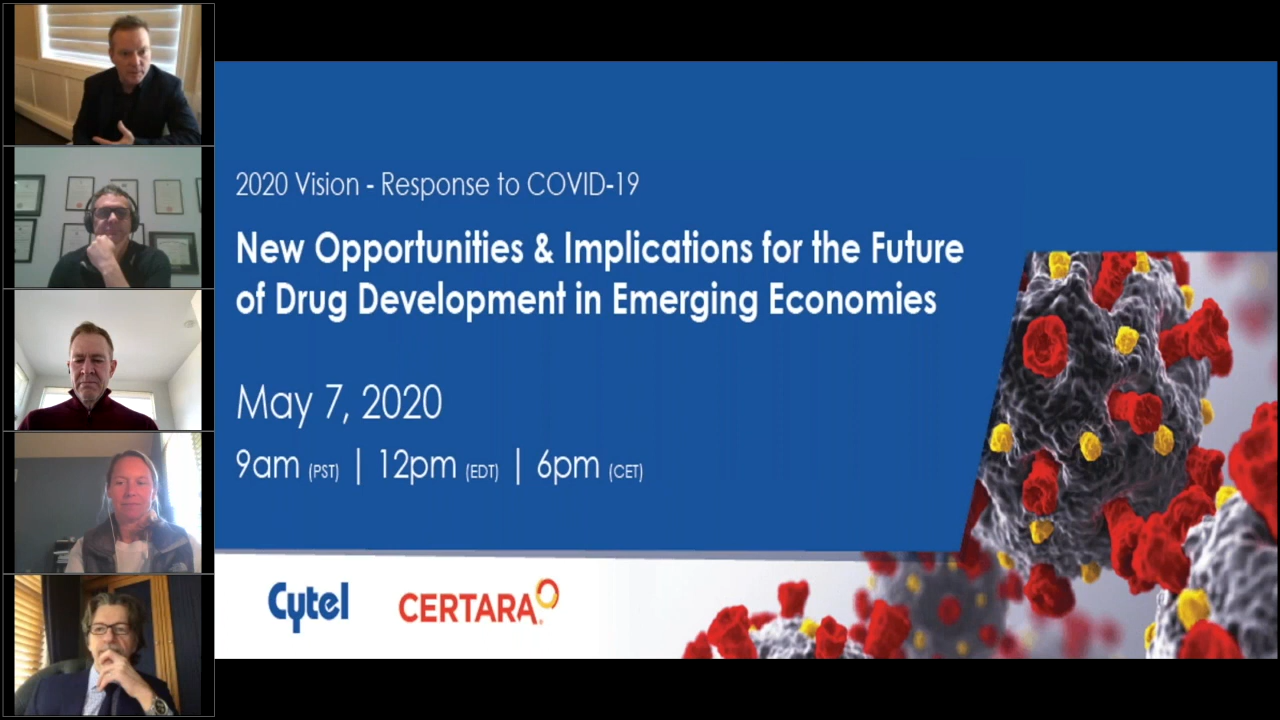 2020 Vision - Response to COVID-19
New Opportunities & Implications for the Future
of Drug Development in Emerging Economies
May 7, 2020
9am (PST) | 12pm (EDT) | 6pm (CET)
Cytel CERTARA